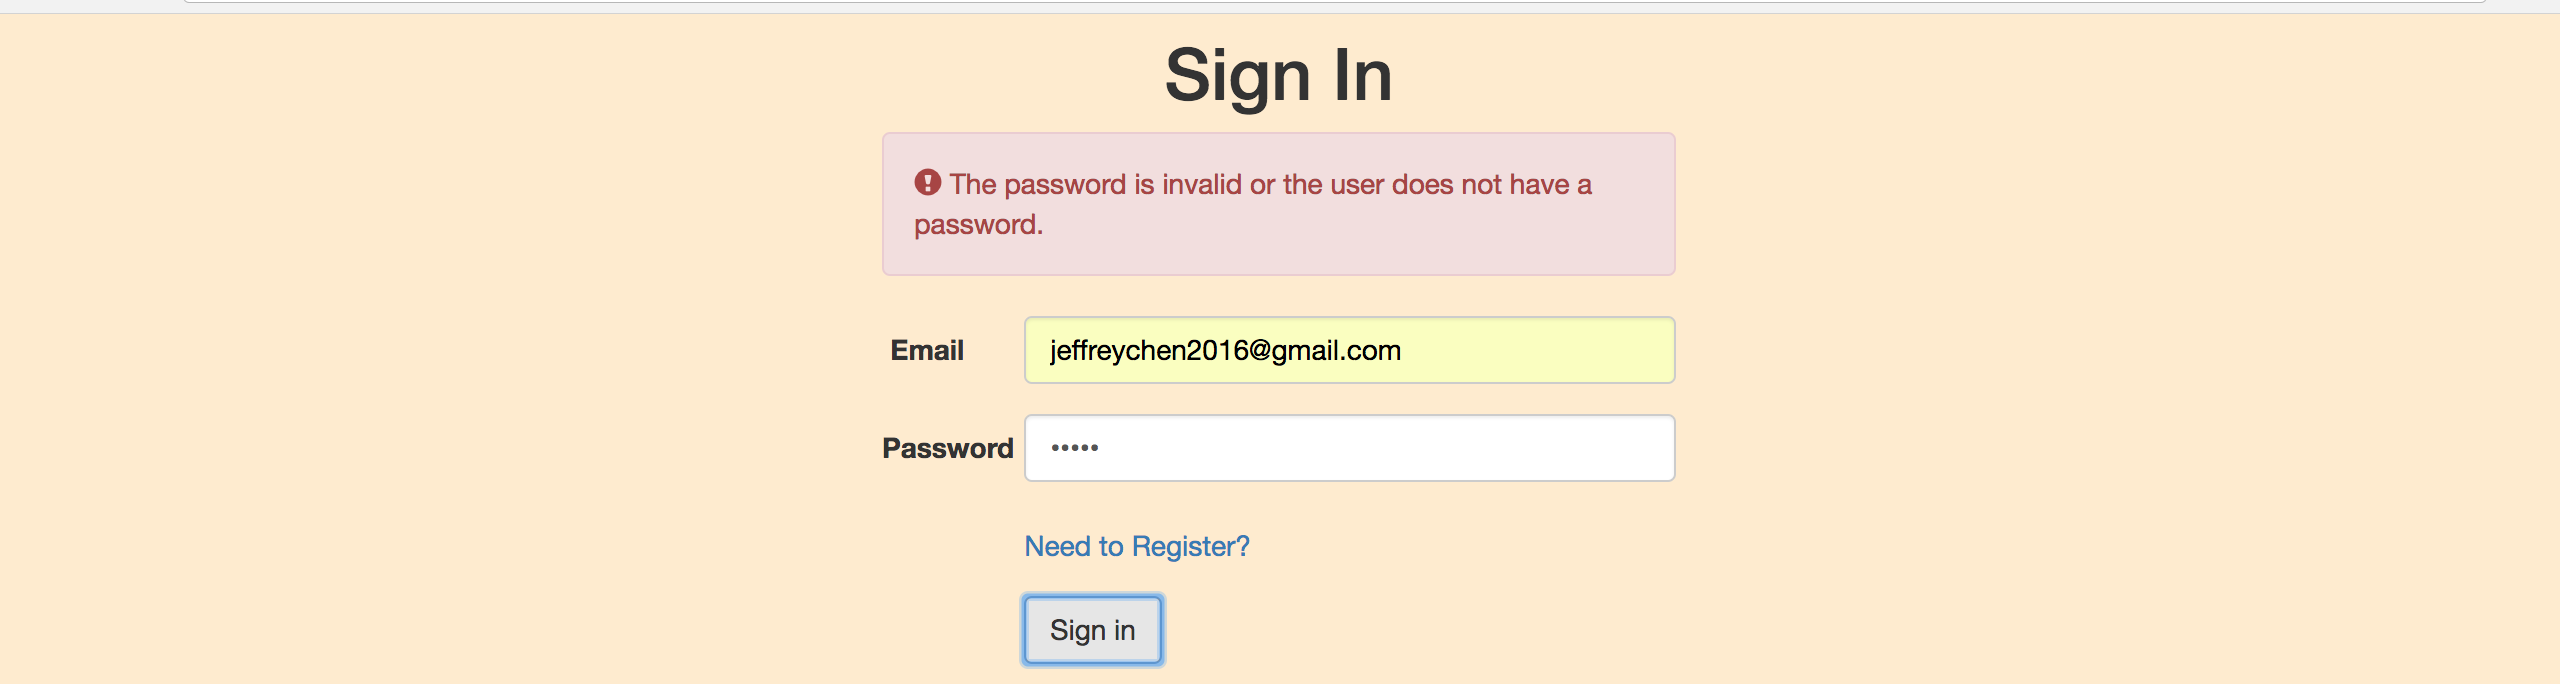 Sign In
The password is invalid or the user does not have a
password.
Email
jeffreychen2016@gmail.com
Password
•••••
Need to Register?
Sign in